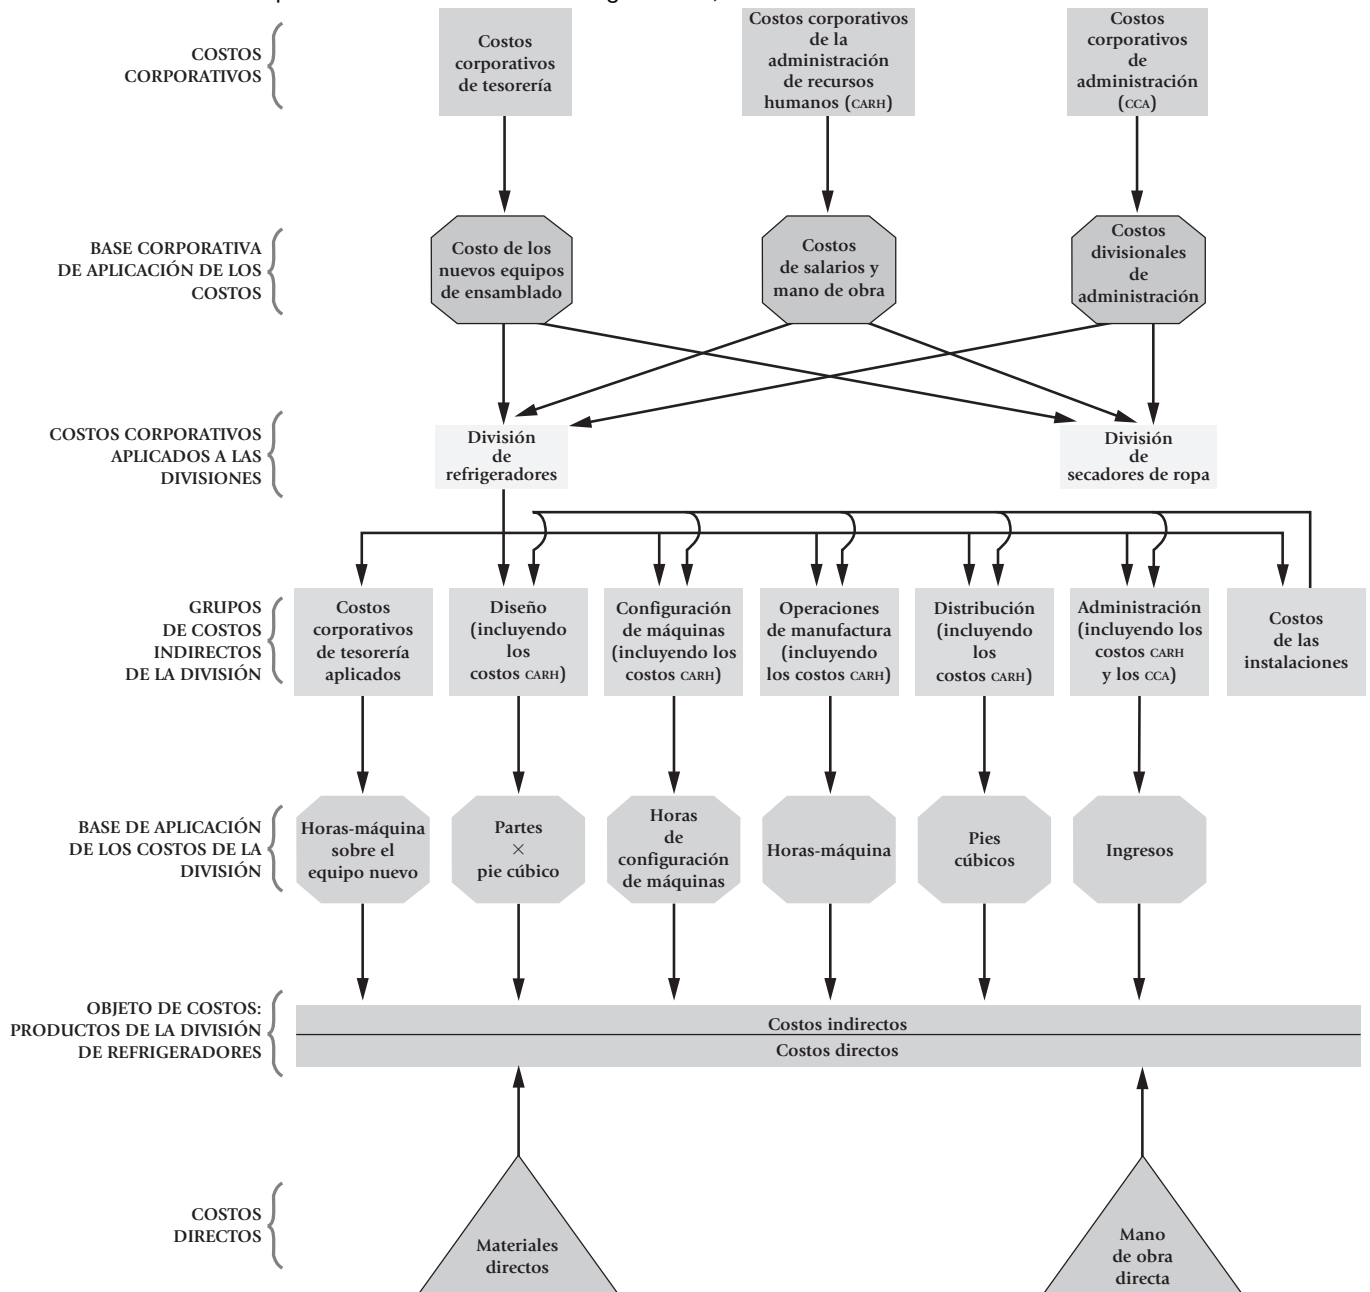 COSTOS
CORPORATIVOS
Costos
corporativos
de tesorería
Costos corporativos
de la
administración
de recursos
humanos (CARH)
Costos
corporativos
de
administración
(CCA)
BASE CORPORATIVA
DE APLICACIÓN DE LOS
COSTOS
Costo de los
nuevos equipos
de ensamblado
Costos
de salarios y
mano de obra
Costos
divisionales
de
administración
COSTOS CORPORATIVOS
APLICADOS A LAS
DIVISIONES
División
de
refrigeradores
División
de
secadores de ropa
GRUPOS
DE COSTOS
INDIRECTOS
DE LA DIVISIÓN
Costos
corporativos
de tesorería
aplicados
Diseño
(incluyendo
los
costos CARH)
Configuración
de máquinas
(incluyendo los
costos CARH)
Operaciones
de manufactura
(incluyendo
los costos CARH)
Distribución
(incluyendo
los
costos CARH)
Administración
(incluyendo los
costos CARH
y los CCA)
Costos
de las
instalaciones
BASE DE APLICACIÓN
DE LOS COSTOS DE LA
DIVISIÓN
Horas-máquina
sobre el
equipo nuevo
Partes
×
pie cúbico
Horas
de
configuración
de máquinas
Horas-máquina
Pies
cúbicos
Ingresos
OBJETO DE COSTOS:
PRODUCTOS DE LA DIVISIÓN
DE REFRIGERADORES
Costos indirectos
Costos directos
COSTOS
DIRECTOS
Materiales
directos
Mano
de obra
directa